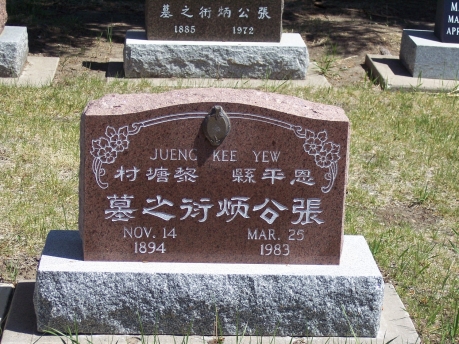 張公炳衍之墓
1885 1972
JUENG KEE YEW
恩平縣 黎塘村
張公炳衍之墓
NOV. 14 MAR. 25
1894 1983